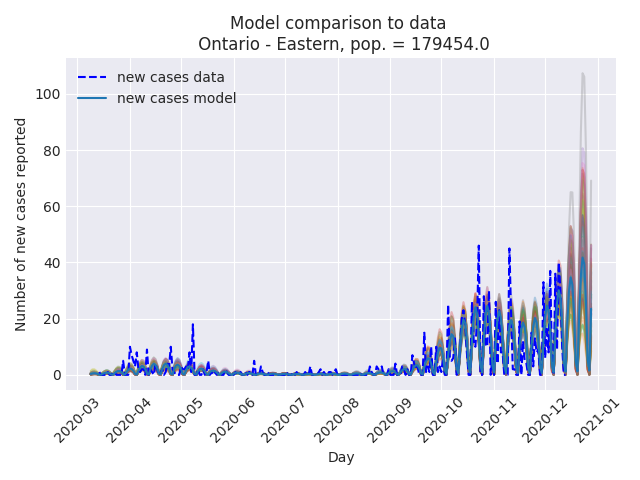 Model comparison to data
Ontario - Eastern, pop. = 179454.0
new cases data
new cases model
Number of new cases reported
100
80
60
40
20
0
2020-03
2020-04
2020-05
2020-06
2020-07
2020-08
2020-09
2020-10
2020-11
2020-12
2021-01
Day